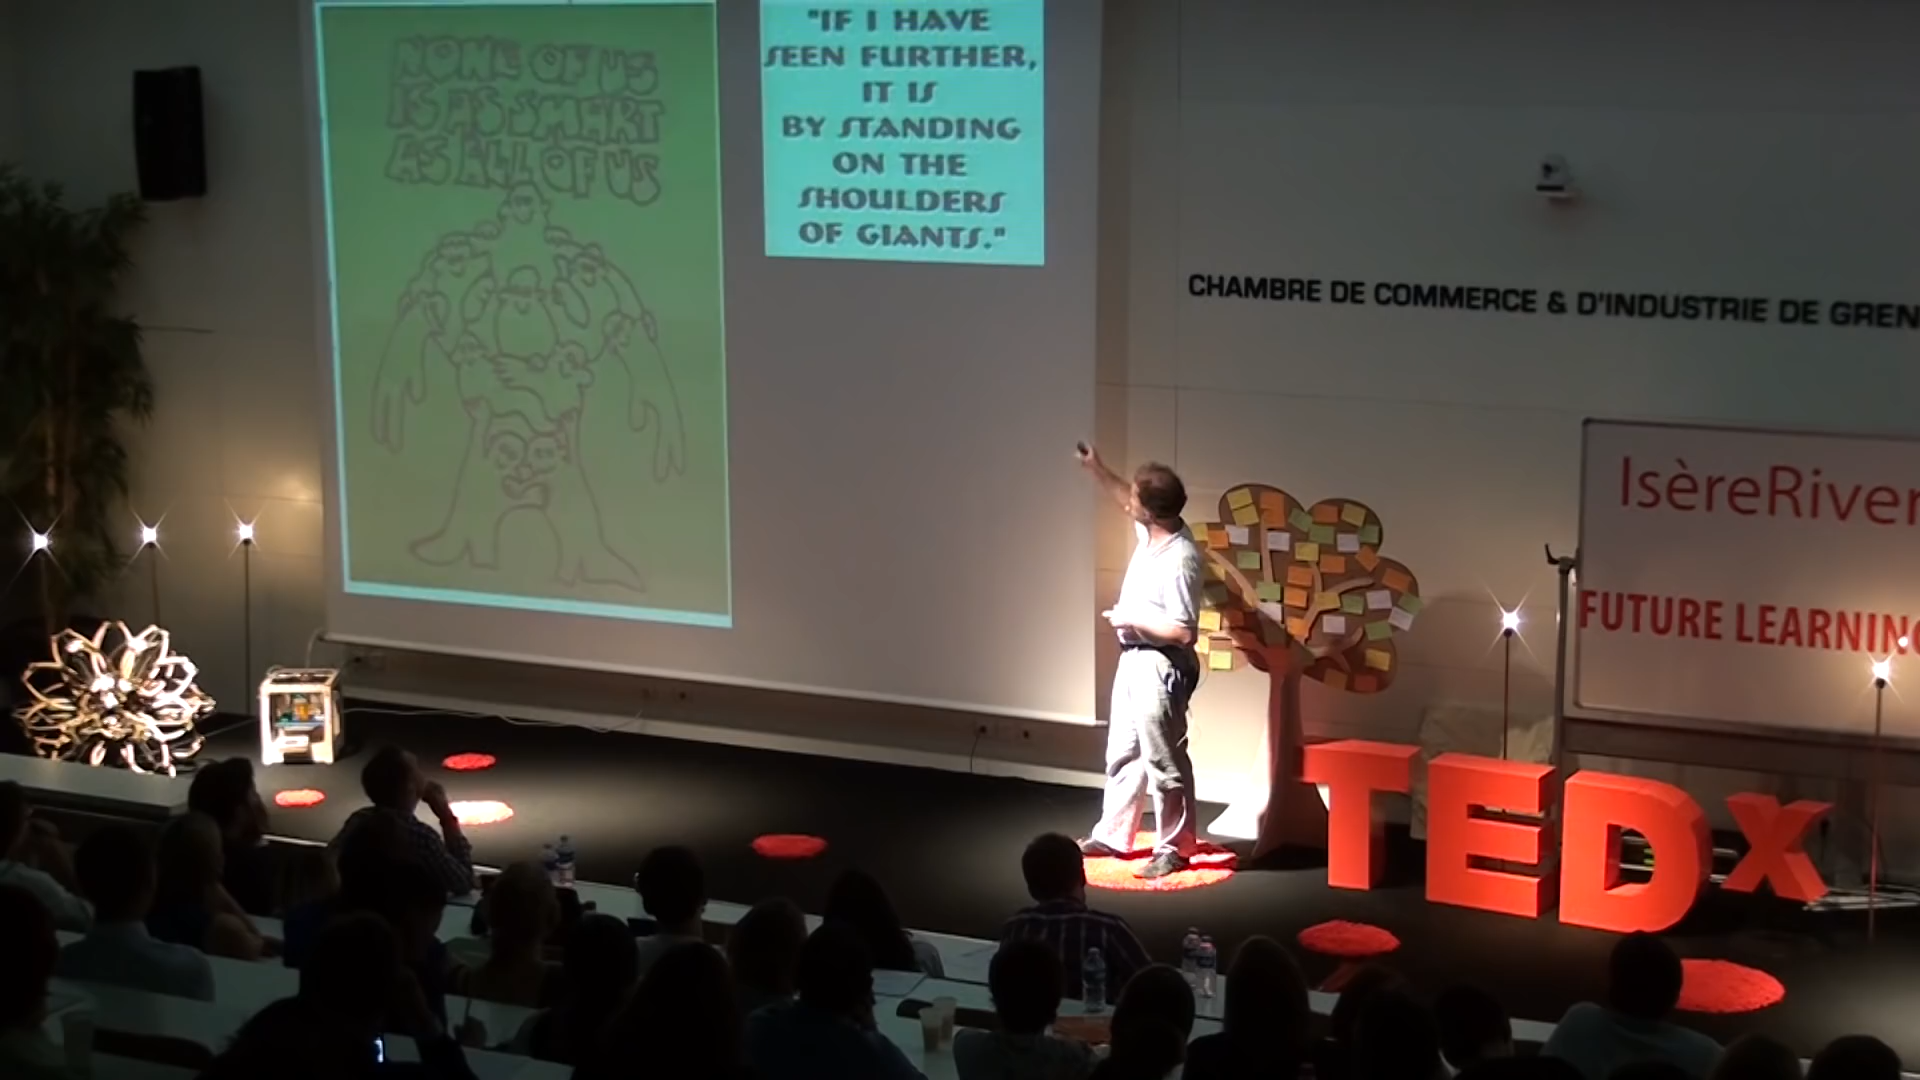 NONE OF US
IS AS SMART
AS ALL OF US
"IF I HAVE
SEEN FURTHER,
IT IS
BY STANDING
ON THE
SHOULDERS
OF GIANTS."
CHAMBRE DE COMMERCE & D'INDUSTRIE DE GREN
IsèreRiver
FUTURE LEARNING
TEDx